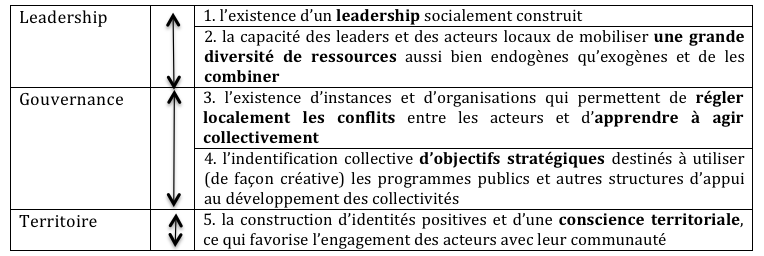 Leadership
1. l’existence d’un leadership socialement construit
2. la capacité des leaders et des acteurs locaux de mobiliser une grande
diversité de ressources aussi bien endogènes qu’exogènes et de les
combiner
Gouvernance
3. l’existence d’instances et d’organisations qui permettent de régler
localement les conflits entre les acteurs et d’apprendre à agir
collectivement
4. l’indentification collective d’objectifs stratégiques destinés à utiliser
(de façon créative) les programmes publics et autres structures d’appui
au développement des collectivités
Territoire
5. la construction d’identités positives et d’une conscience territoriale,
ce qui favorise l’engagement des acteurs avec leur communauté